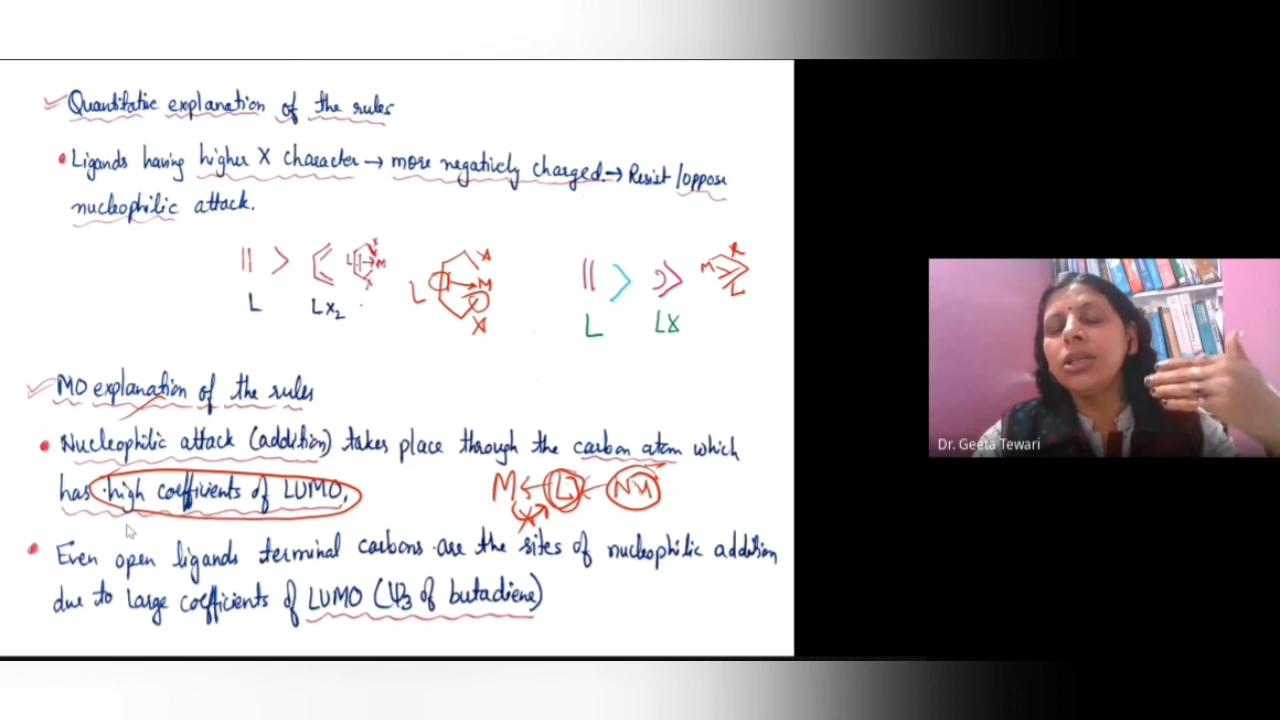 Quantitatic explanation of the rules
• Ligands having higher X character → more negatively charged. → Resist / oppose
nucleophilic attack.
X
L M
X
X
L M
X
X
M
L
L LX2
L LX
MO explanation of the rules
• Nucleophilic attack (addition) takes place through the carbon atom which
has high coefficients of LUMO,
M ← L ← Nu
• Even open ligands terminal carbons are the sites of nucleophilic addition
due to large coefficients of LUMO (Ψ3 of butadiene)
Dr. Geeta Tewari